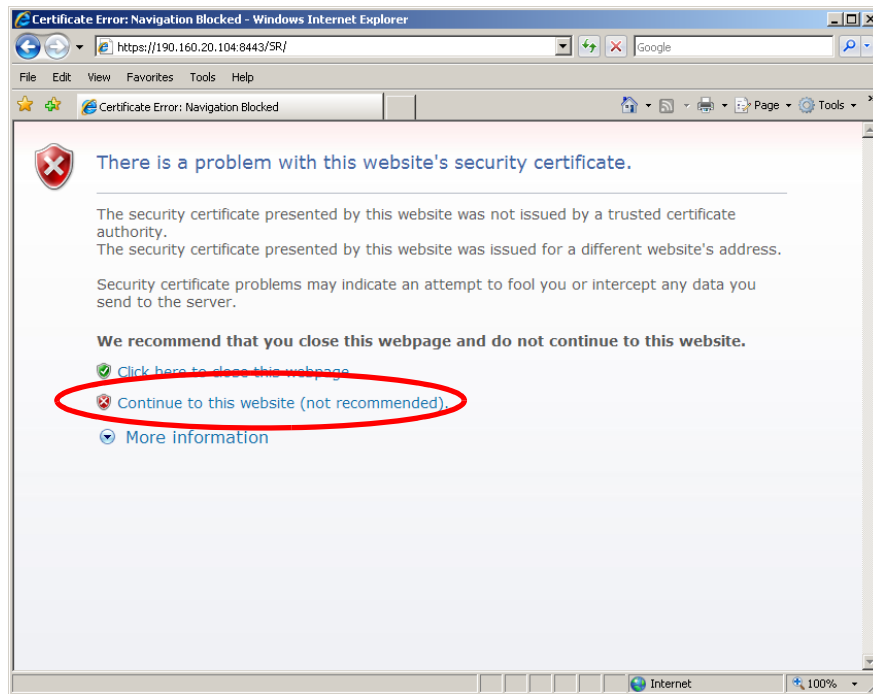 Certificate Error: Navigation Blocked - Windows Internet Explorer
https://190.160.20.104:8443/SR/
Google
File Edit View Favorites Tools Help
Certificate Error: Navigation Blocked
Page Tools »
There is a problem with this website's security certificate.
The security certificate presented by this website was not issued by a trusted certificate
authority.
The security certificate presented by this website was issued for a different website's address.
Security certificate problems may indicate an attempt to fool you or intercept any data you
send to the server.
We recommend that you close this webpage and do not continue to this website.
Click here to close this webpage.
Continue to this website (not recommended).
More information
Internet 100%